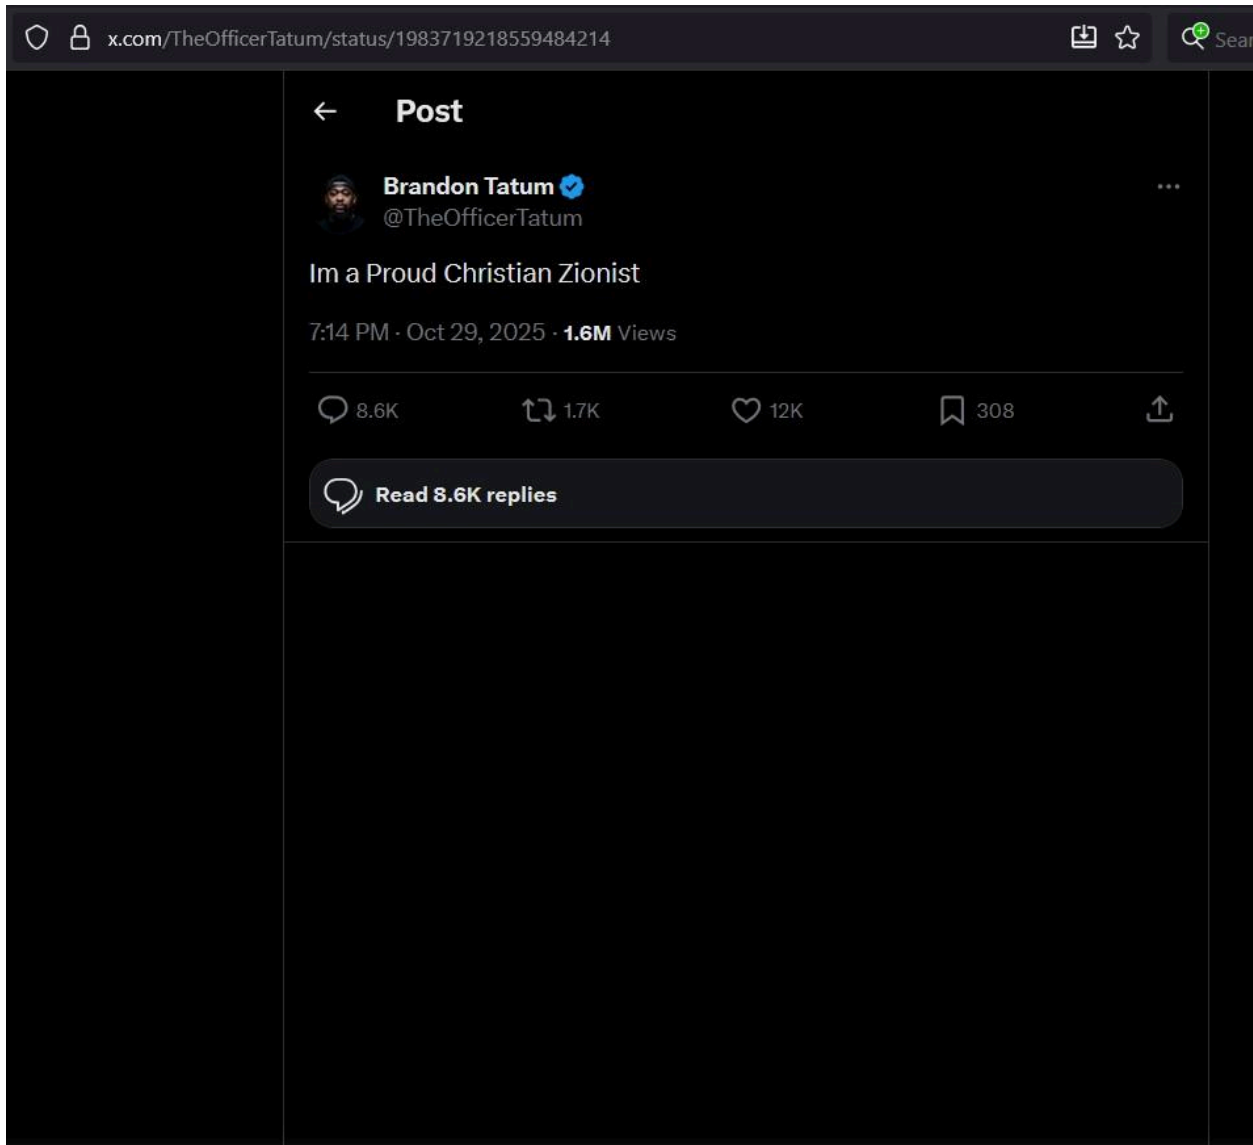 x.com/TheOfficerTatum/status/1983719218559484214
Post
Brandon Tatum
@TheOfficerTatum
Im a Proud Christian Zionist
7:14 PM · Oct 29, 2025 · 1.6M Views
8.6K 1.7K 12K 308
Read 8.6K replies